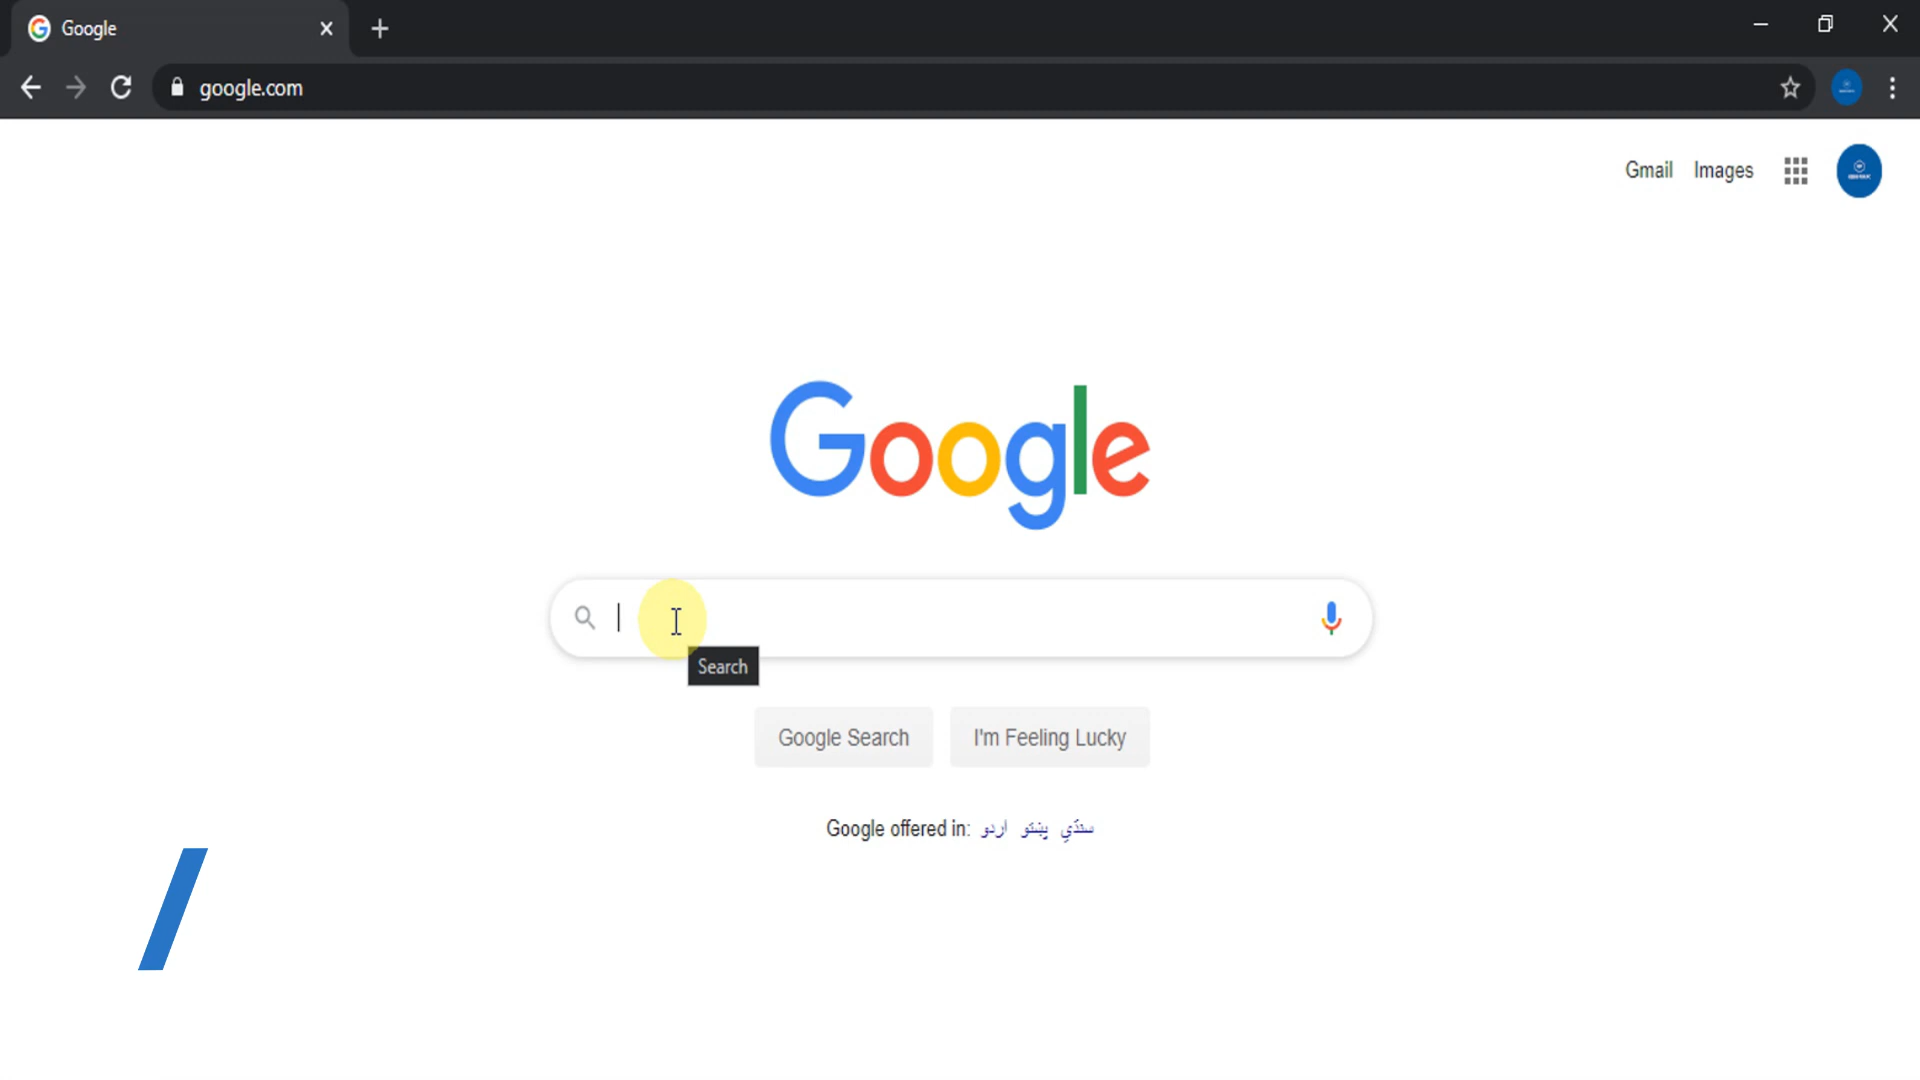 Google
google.com
Gmail Images
Google
Search
Google Search I'm Feeling Lucky
Google offered in: اردو پښتو سنڌي